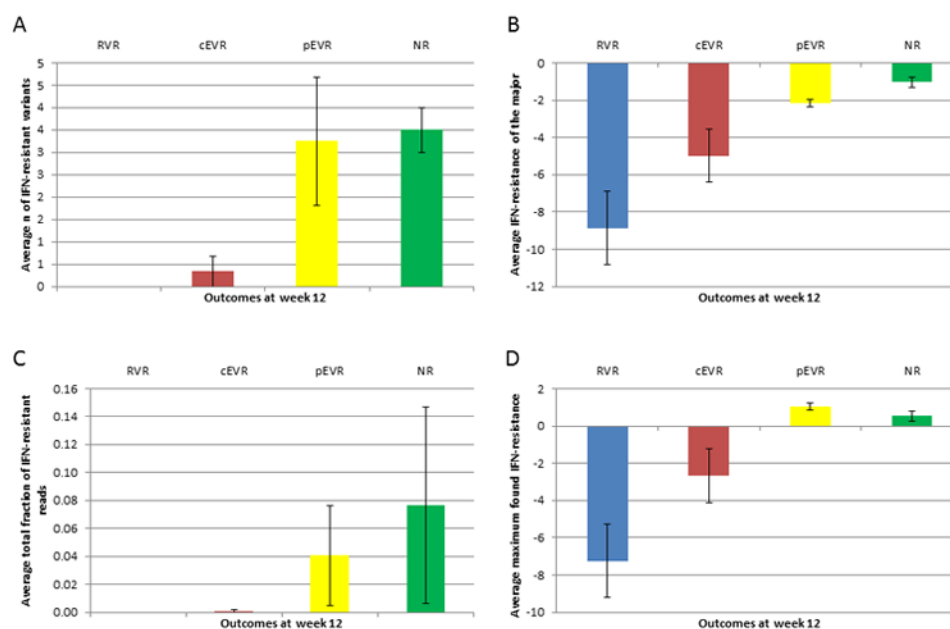 A
RVR cEVR pEVR NR
5
5
4
4
3
3
2
2
1
1
0
Average n of IFN-resistant variants
Outcomes at week 12
B
RVR cEVR pEVR NR
0
-2
-4
-6
-8
-10
-12
Average IFN-resistance of the major
Outcomes at week 12
C
RVR cEVR pEVR NR
0.16
0.14
0.12
0.10
0.08
0.06
0.04
0.02
0.00
Average total fraction of IFN-resistant
reads
Outcomes at week 12
D
RVR cEVR pEVR NR
2
0
-2
-4
-6
-8
-10
Average maximum found IFN-resistance
Outcomes at week 12